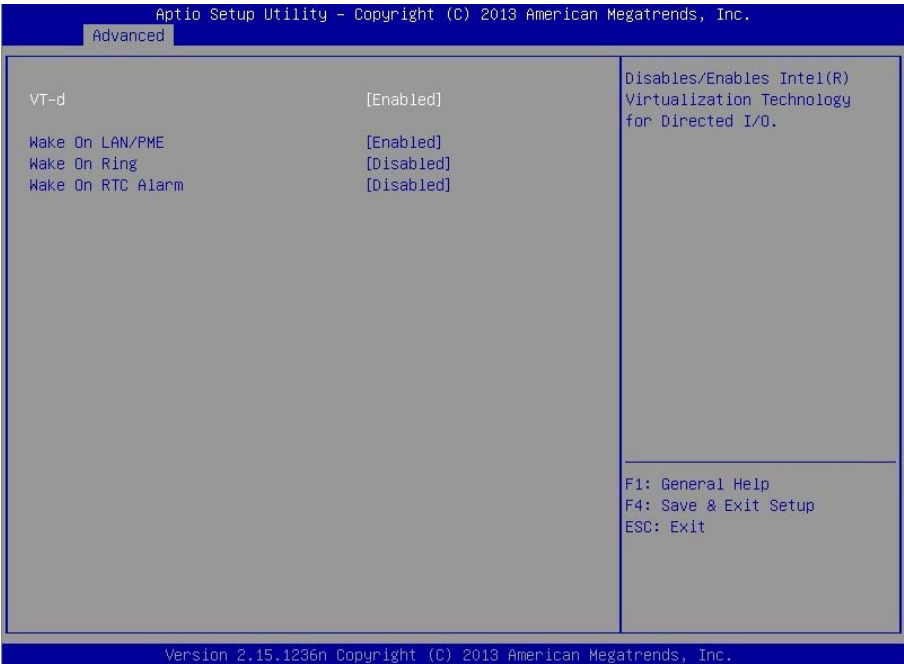 Aptio Setup Utility – Copyright (C) 2013 American Megatrends, Inc.
Advanced
VT-d [Enabled]
Wake On LAN/PME [Enabled]
Wake On Ring [Disabled]
Wake On RTC Alarm [Disabled]
Disables/Enables Intel(R)
Virtualization Technology
for Directed I/O.
F1: General Help
F4: Save & Exit Setup
ESC: Exit
Version 2.15.1236n Copyright (C) 2013 American Megatrends, Inc.